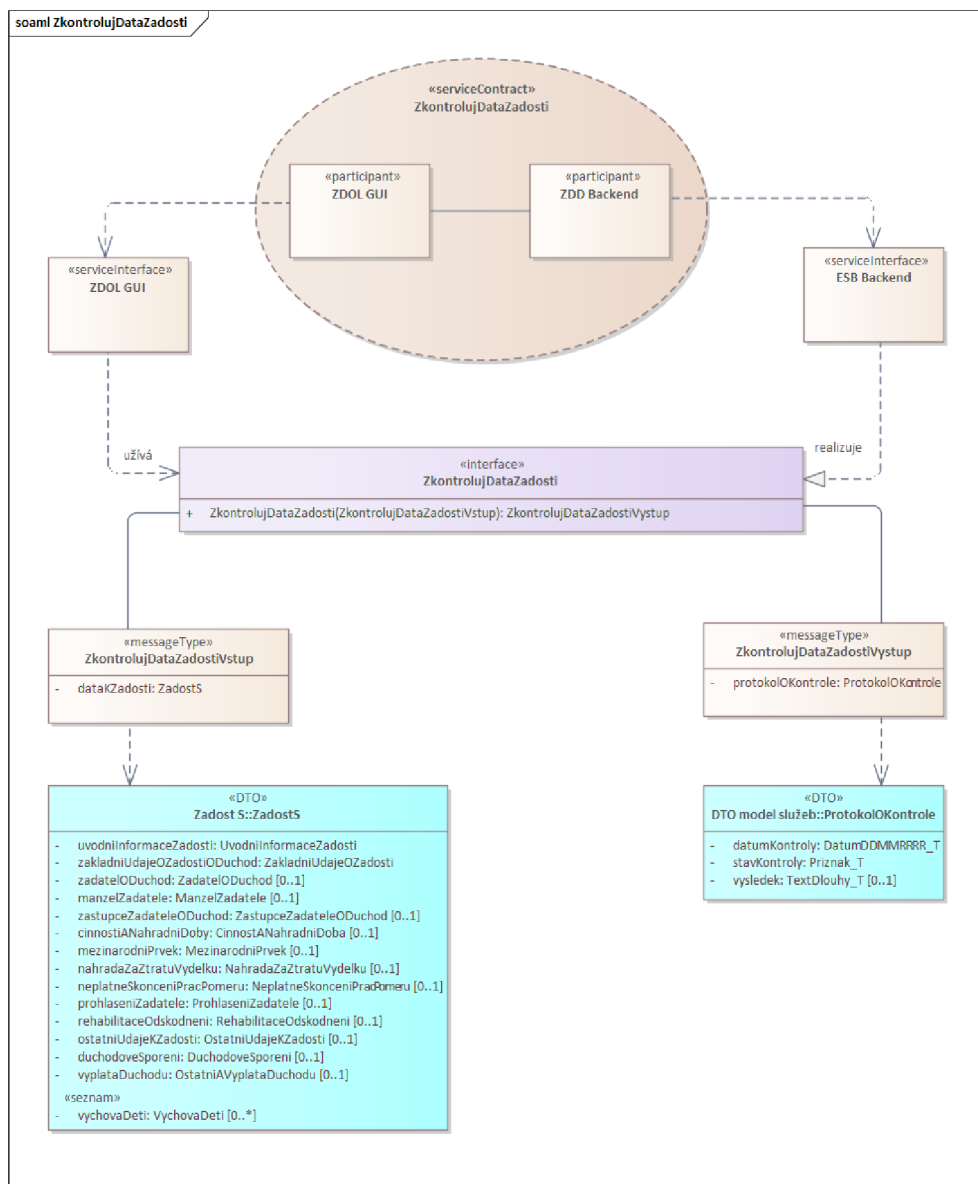 soaml ZkontrolujDataZadosti
«serviceContract»
ZkontrolujDataZadosti
«participant»
ZDOL GUI
«participant»
ZDD Backend
«serviceInterface»
ZDOL GUI
«serviceInterface»
ESB Backend
užívá
realizuje
«interface»
ZkontrolujDataZadosti
+ ZkontrolujDataZadosti(ZkontrolujDataZadostiVstup): ZkontrolujDataZadostiVystup
«messageType»
ZkontrolujDataZadostiVstup
- dataKZadosti: ZadostS
«messageType»
ZkontrolujDataZadostiVystup
- protokolOKontrole: ProtokolOKontrole
«DTO»
Zadost S::ZadostS
- uvodniInformaceZadosti: UvodniInformaceZadosti
- zakladniUdajeOZadostiODuchod: ZakladniUdajeOZadosti
- zadatelODuchod: ZadatelODuchod [0..1]
- manzelZadatele: ManzelZadatele [0..1]
- zastupceZadateleODuchod: ZastupceZadateleODuchod [0..1]
- cinnostiANahradniDoby: CinnostANahradniDoba [0..1]
- mezinarodniPrvek: MezinarodniPrvek [0..1]
- nahradaZaZtratuVydelku: NahradaZaZtratuVydelku [0..1]
- neplatneSkonceniPracPomeru: NeplatneSkonceniPracPomeru [0..1]
- prohlaseniZadatele: ProhlaseniZadatele [0..1]
- rehabilitaceOdskodneni: RehabilitaceOdskodneni [0..1]
- ostatniUdajeKZadosti: OstatniUdajeKZadosti [0..1]
- duchodoveSporeni: DuchodoveSporeni [0..1]
- vyplataDuchodu: OstatniAVyplataDuchodu [0..1]
«seznam»
- vychovaDeti: VychovaDeti [0..*]
«DTO»
DTO model služeb::ProtokolOKontrole
- datumKontroly: DatumDDMMRRRR_T
- stavKontroly: Priznak_T
- vysledek: TextDlouhy_T [0..1]